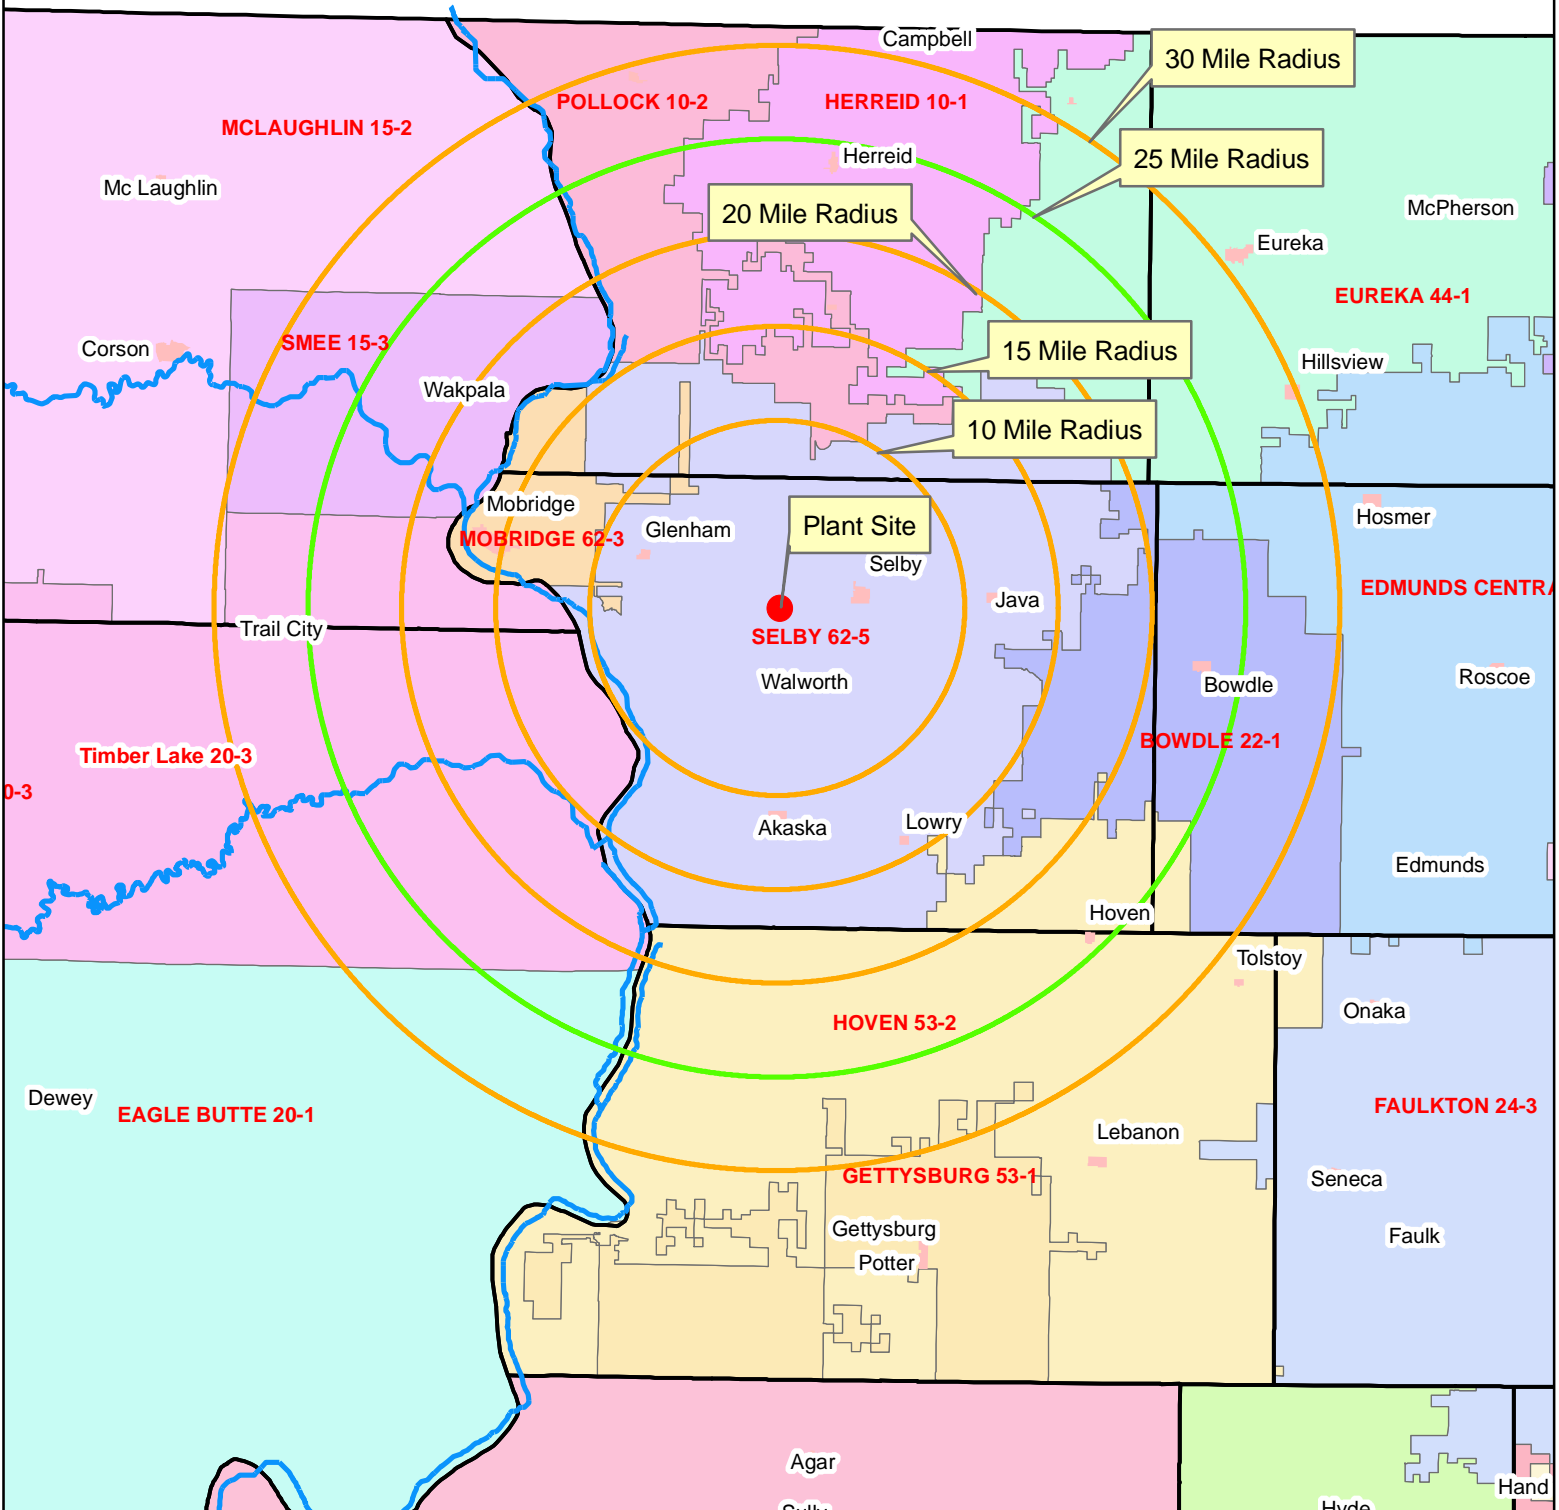 Campbell
30 Mile Radius
POLLOCK 10-2
HERREID 10-1
MCLAUGHLIN 15-2
Herreid
25 Mile Radius
Mc Laughlin
20 Mile Radius
McPherson
Eureka
EUREKA 44-1
SMEE 15-3
Corson
15 Mile Radius
Hillsview
Wakpala
10 Mile Radius
Mobridge
Hosmer
Plant Site
Glenham
MOBRIDGE 62-3
Selby
EDMUNDS CENTRA
Java
Trail City
SELBY 62-5
Walworth
Bowdle
Roscoe
BOWDLE 22-1
Timber Lake 20-3
0-3
Akaska
Lowry
Edmunds
Hoven
Tolstoy
Onaka
HOVEN 53-2
Dewey
EAGLE BUTTE 20-1
FAULKTON 24-3
Lebanon
GETTYSBURG 53-1
Seneca
Gettysburg
Faulk
Potter
Agar
Hand
Sully
Hyde